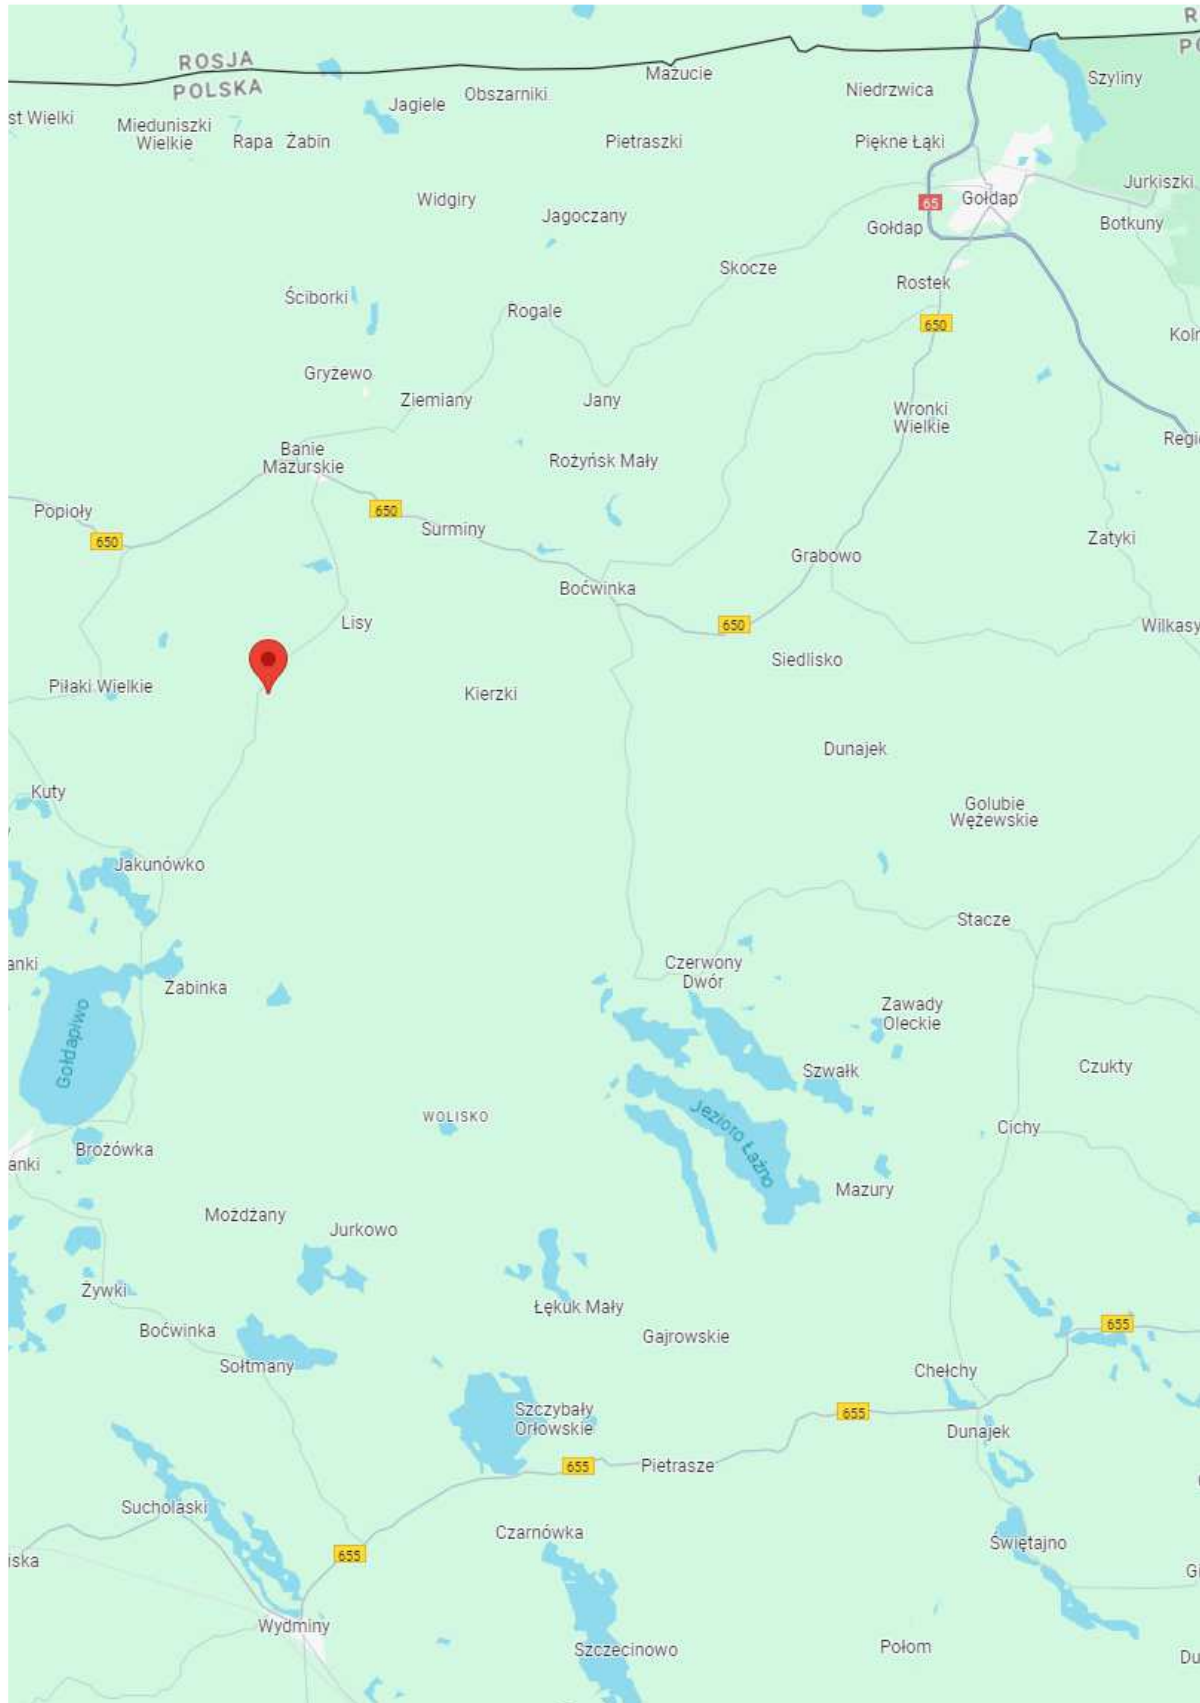 ROSJA
POLSKA
Mazucie
Szyliny
Niedrzwica
Obszarniki
Jagiele
st Wielki
Mieduniszki
Wielkie
Rapa
Żabin
Pietraszki
Piękne Łąki
Jurkiszki
Widgiry
Jagoczany
65
Gołdap
Gołdap
Botkuny
Skocze
Rostek
Ściborki
Rogale
650
Gryżewo
Ziemiany
Jany
Wronki
Wielkie
Banie
Mazurskie
Rożyńsk Mały
Popioły
650
650
Surminy
Zatyki
Grabowo
Boćwinka
Lisy
650
Wilkasy
Siedlisko
Piłaki Wielkie
Kierzki
Dunajek
Kuty
Golubie
Wężewskie
Jakunówko
Stacze
anki
Czerwony
Dwór
Żabinka
Zawady
Oleckie
Gołdapiwo
Szwałk
Czukty
WOLISKO
Jezioro Łaźno
Cichy
Brożówka
anki
Mazury
Możdżany
Jurkowo
Żywki
Łękuk Mały
Boćwinka
Gajrowskie
655
Sołtmany
Chełchy
Szczybały
Orłowskie
655
Dunajek
655
Pietrasze
Sucholaski
Czarnówka
Świętajno
iska
655
Wydminy
Szczecinowo
Połom